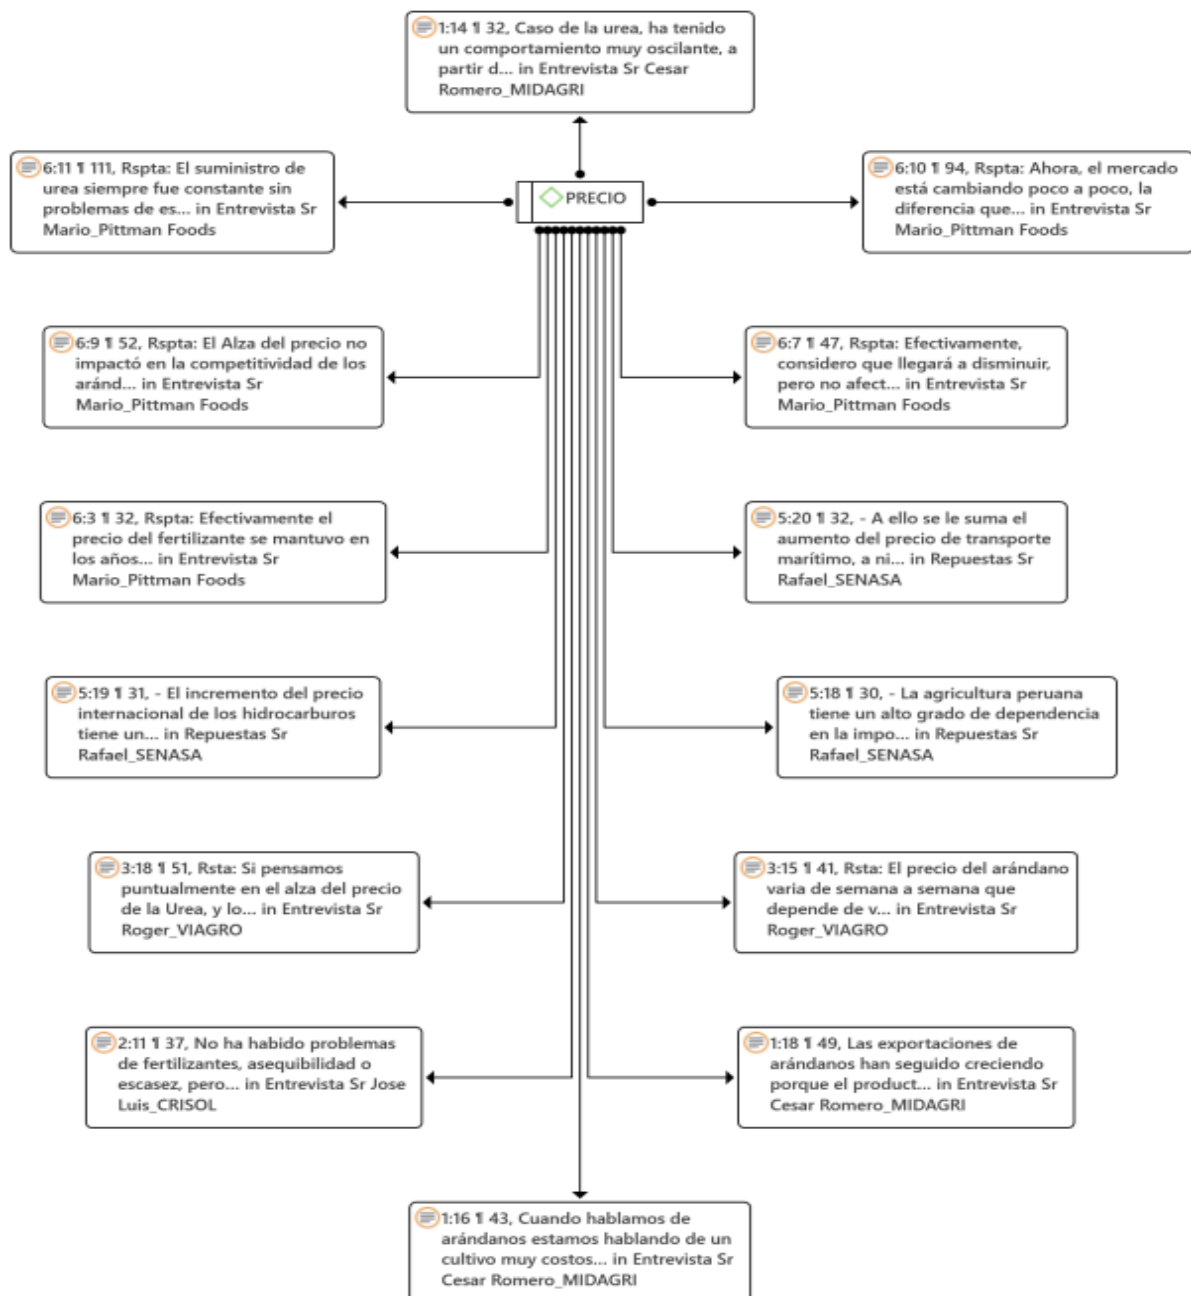 1:14 ¶ 32, Caso de la urea, ha tenido
un comportamiento muy oscilante, a
partir d... in Entrevista Sr Cesar
Romero_MIDAGRI
6:11 ¶ 111, Rspta: El suministro de
urea siempre fue constante sin
problemas de es... in Entrevista Sr
Mario_Pittman Foods
PRECIO
6:10 ¶ 94, Rspta: Ahora, el mercado
está cambiando poco a poco, la
diferencia que... in Entrevista Sr
Mario_Pittman Foods
6:9 ¶ 52, Rspta: El Alza del precio no
impactó en la competitividad de los
aránd... in Entrevista Sr
Mario_Pittman Foods
6:7 ¶ 47, Rspta: Efectivamente,
considero que llegará a disminuir,
pero no afect... in Entrevista Sr
Mario_Pittman Foods
6:3 ¶ 32, Rspta: Efectivamente el
precio del fertilizante se mantuvo en
los años... in Entrevista Sr
Mario_Pittman Foods
5:20 ¶ 32, - A ello se le suma el
aumento del precio de transporte
marítimo, a ni... in Repuestas Sr
Rafael_SENASA
5:19 ¶ 31, - El incremento del precio
internacional de los hidrocarburos
tiene un... in Repuestas Sr
Rafael_SENASA
5:18 ¶ 30, - La agricultura peruana
tiene un alto grado de dependencia
en la impo... in Repuestas Sr
Rafael_SENASA
3:18 ¶ 51, Rsta: Si pensamos
puntualmente en el alza del precio
de la Urea, y lo... in Entrevista Sr
Roger_VIAGRO
3:15 ¶ 41, Rsta: El precio del arándano
varia de semana a semana que
depende de v... in Entrevista Sr
Roger_VIAGRO
2:11 ¶ 37, No ha habido problemas
de fertilizantes, asequibilidad o
escasez, pero... in Entrevista Sr Jose
Luis_CRISOL
1:18 ¶ 49, Las exportaciones de
arándanos han seguido creciendo
porque el product... in Entrevista Sr
Cesar Romero_MIDAGRI
1:16 ¶ 43, Cuando hablamos de
arándanos estamos hablando de un
cultivo muy costos... in Entrevista Sr
Cesar Romero_MIDAGRI